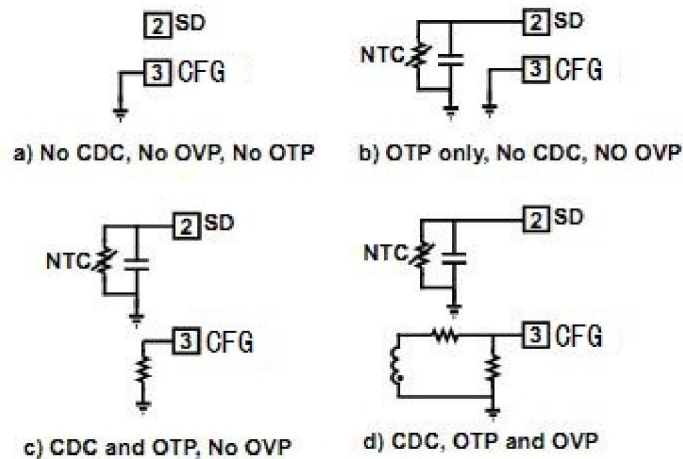 2 SD
3 CFG
a) No CDC, No OVP, No OTP
NTC
2 SD
3 CFG
b) OTP only, No CDC, NO OVP
NTC
2 SD
3 CFG
c) CDC and OTP, No OVP
NTC
2 SD
3 CFG
d) CDC, OTP and OVP